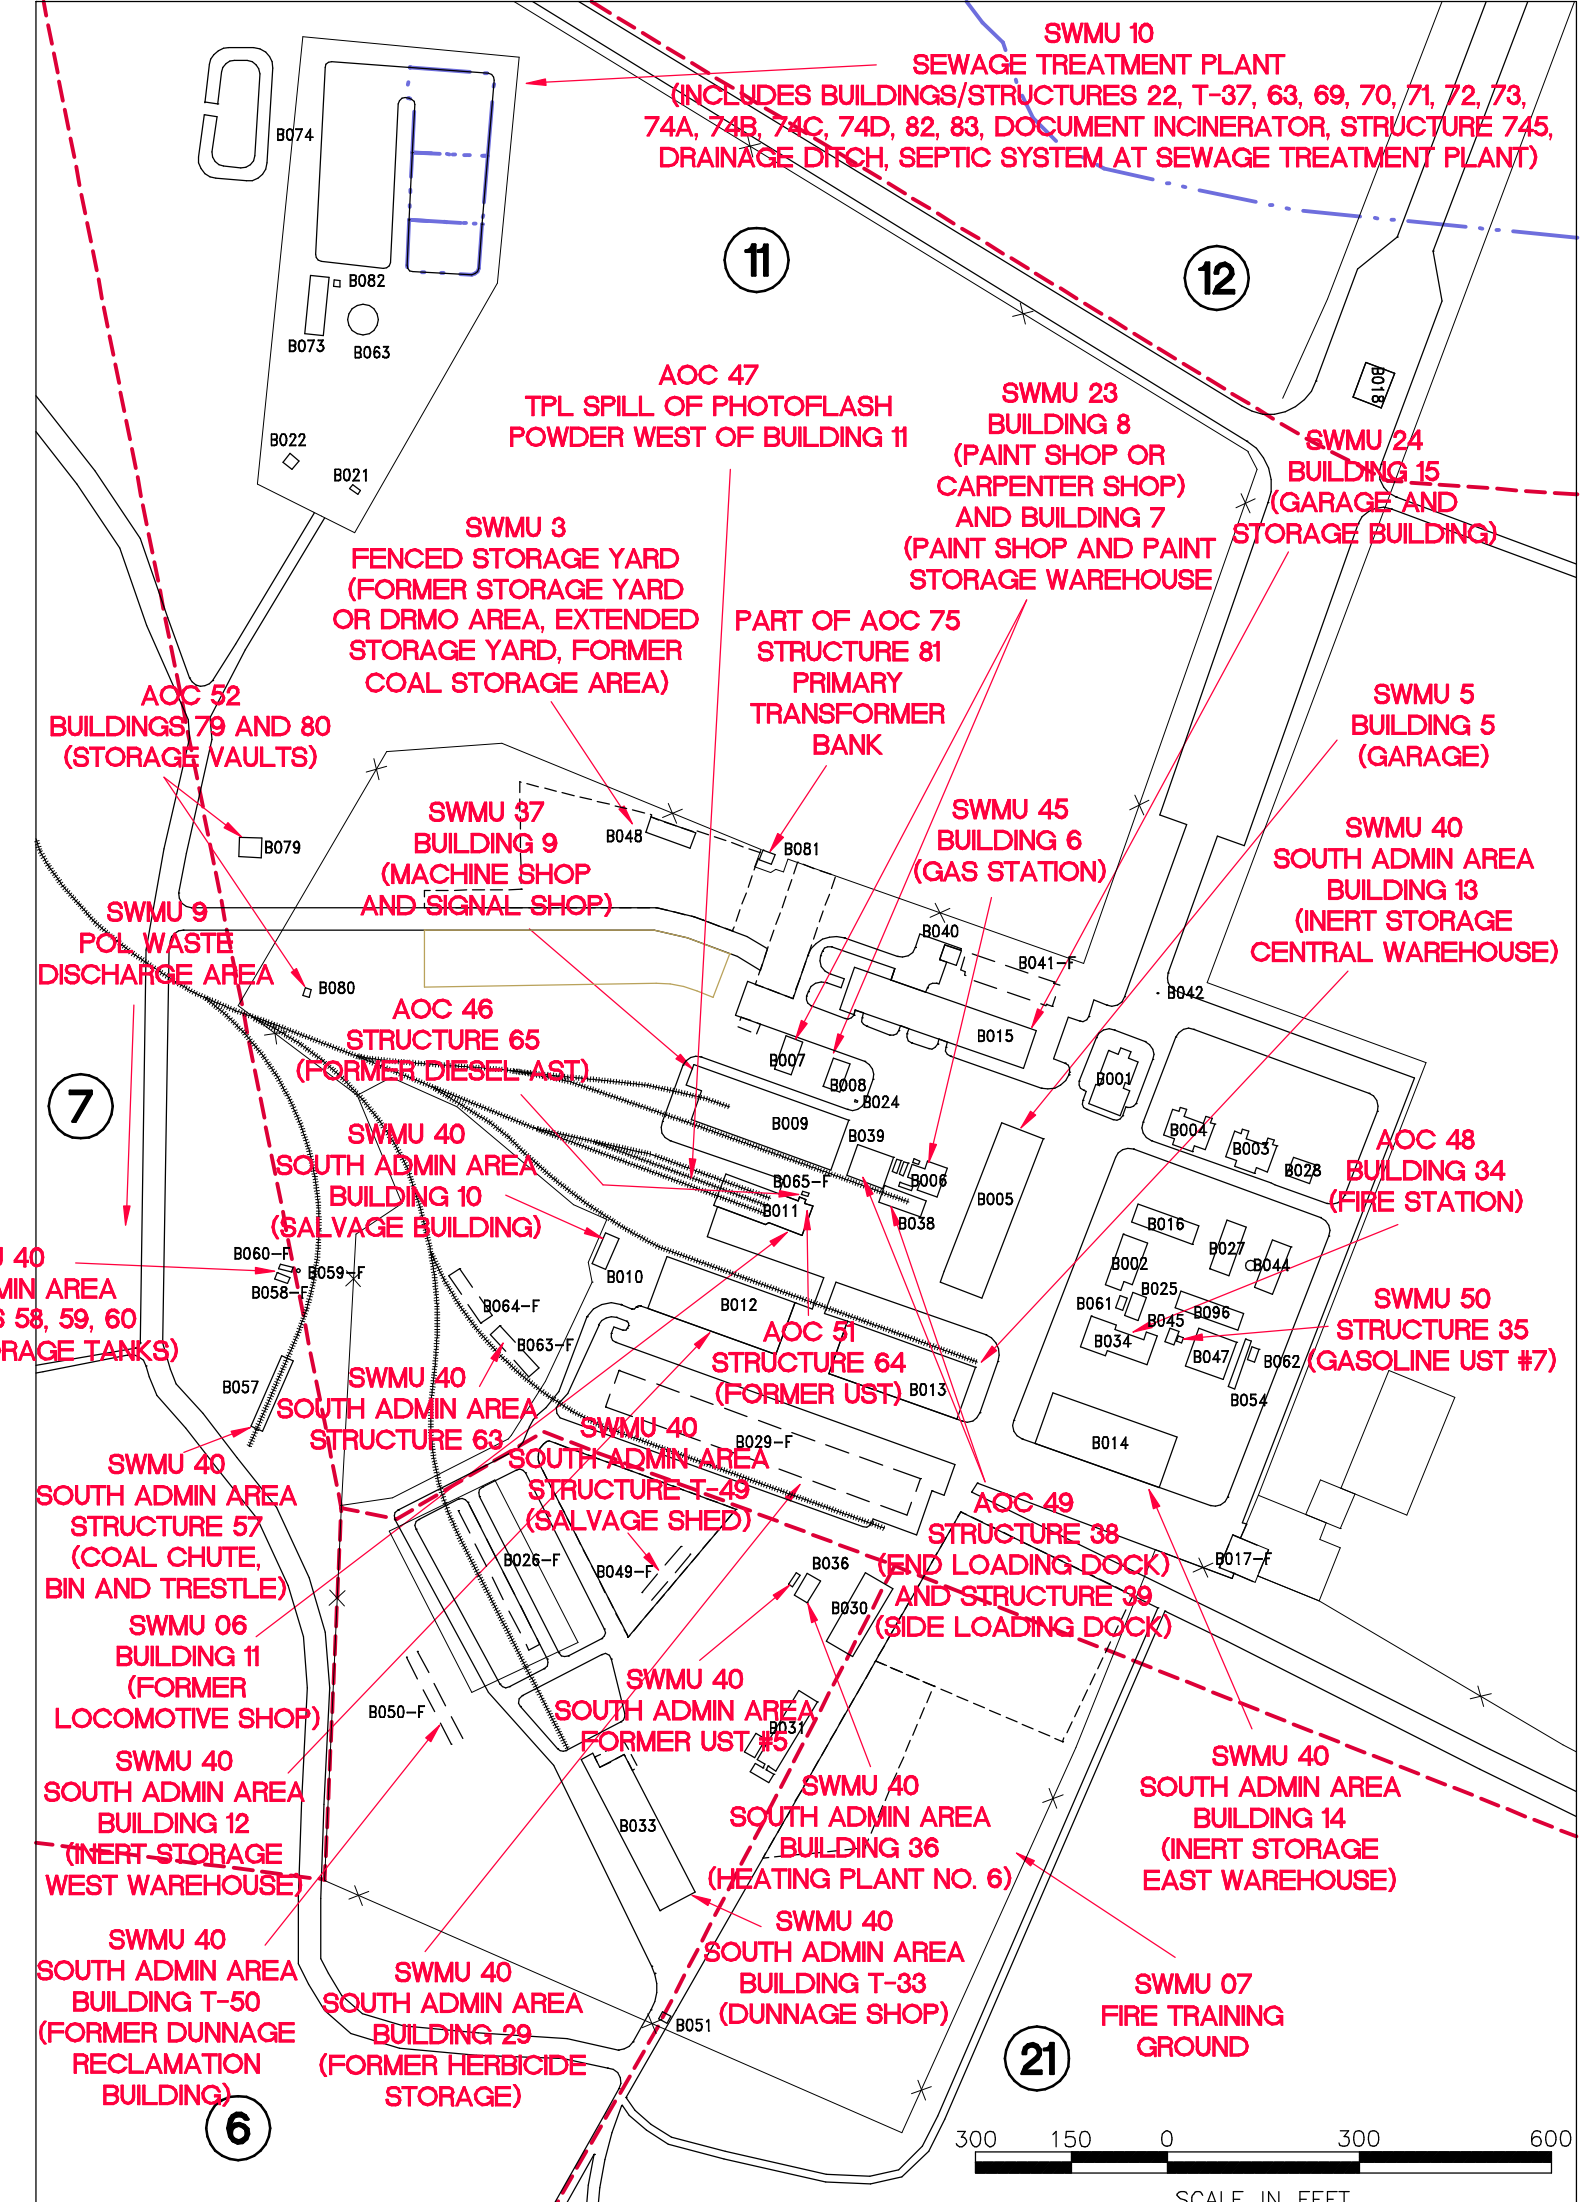 SWMU 10
SEWAGE TREATMENT PLANT
(INCLUDES BUILDINGS/STRUCTURES 22, T-37, 63, 69, 70, 71, 72, 73,
74A, 74B, 74C, 74D, 82, 83, DOCUMENT INCINERATOR, STRUCTURE 745,
DRAINAGE DITCH, SEPTIC SYSTEM AT SEWAGE TREATMENT PLANT)
B074
11
12
B082
B073
B063
B018
AOC 47
TPL SPILL OF PHOTOFLASH
POWDER WEST OF BUILDING 11
SWMU 23
BUILDING 8
(PAINT SHOP OR
CARPENTER SHOP)
AND BUILDING 7
(PAINT SHOP AND PAINT
STORAGE WAREHOUSE
SWMU 24
BUILDING 15
(GARAGE AND
STORAGE BUILDING)
B022
B021
SWMU 3
FENCED STORAGE YARD
(FORMER STORAGE YARD
OR DRMO AREA, EXTENDED
STORAGE YARD, FORMER
COAL STORAGE AREA)
PART OF AOC 75
STRUCTURE 81
PRIMARY
TRANSFORMER
BANK
AOC 52
BUILDINGS 79 AND 80
(STORAGE VAULTS)
SWMU 5
BUILDING 5
(GARAGE)
SWMU 37
BUILDING 9
(MACHINE SHOP
AND SIGNAL SHOP)
SWMU 45
BUILDING 6
(GAS STATION)
SWMU 40
SOUTH ADMIN AREA
BUILDING 13
(INERT STORAGE
CENTRAL WAREHOUSE)
B048
B081
B079
SWMU 9
POL WASTE
DISCHARGE AREA
B040
B041-F
B042
B080
AOC 46
STRUCTURE 65
(FORMER DIESEL AST)
B015
B007
B008
B024
B001
7
B009
B039
B004
B003
B028
SWMU 40
SOUTH ADMIN AREA
BUILDING 10
(SALVAGE BUILDING)
AOC 48
BUILDING 34
(FIRE STATION)
B065-F
B006
B005
B011
B038
B016
B027
B002
B044
B060-F
B059-F
B058-F
B010
B025
B061
B096
B045
B034
B047
B062
B054
U 40
MIN AREA
S 58, 59, 60
RAGE TANKS)
B064-F
B012
B063-F
AOC 51
STRUCTURE 64
(FORMER UST)
SWMU 50
STRUCTURE 35
(GASOLINE UST #7)
B013
B057
SWMU 40
SOUTH ADMIN AREA
STRUCTURE 63
B029-F
B014
SWMU 40
SOUTH ADMIN AREA
STRUCTURE T-49
(SALVAGE SHED)
SWMU 40
SOUTH ADMIN AREA
STRUCTURE 57
(COAL CHUTE,
BIN AND TRESTLE)
AOC 49
STRUCTURE 38
(END LOADING DOCK)
AND STRUCTURE 39
(SIDE LOADING DOCK)
B026-F
B049-F
B036
B030
B017-F
SWMU 06
BUILDING 11
(FORMER
LOCOMOTIVE SHOP)
SWMU 40
SOUTH ADMIN AREA
FORMER UST #5
B050-F
B031
SWMU 40
SOUTH ADMIN AREA
BUILDING 12
(INERT STORAGE
WEST WAREHOUSE)
B033
SWMU 40
SOUTH ADMIN AREA
BUILDING 36
(HEATING PLANT NO. 6)
SWMU 40
SOUTH ADMIN AREA
BUILDING 14
(INERT STORAGE
EAST WAREHOUSE)
SWMU 40
SOUTH ADMIN AREA
BUILDING T-50
(FORMER DUNNAGE
RECLAMATION
BUILDING)
SWMU 40
SOUTH ADMIN AREA
BUILDING 29
(FORMER HERBICIDE
STORAGE)
SWMU 40
SOUTH ADMIN AREA
BUILDING T-33
(DUNNAGE SHOP)
B051
SWMU 07
FIRE TRAINING
GROUND
21
6
300 150 0 300 600
SCALE IN FEET